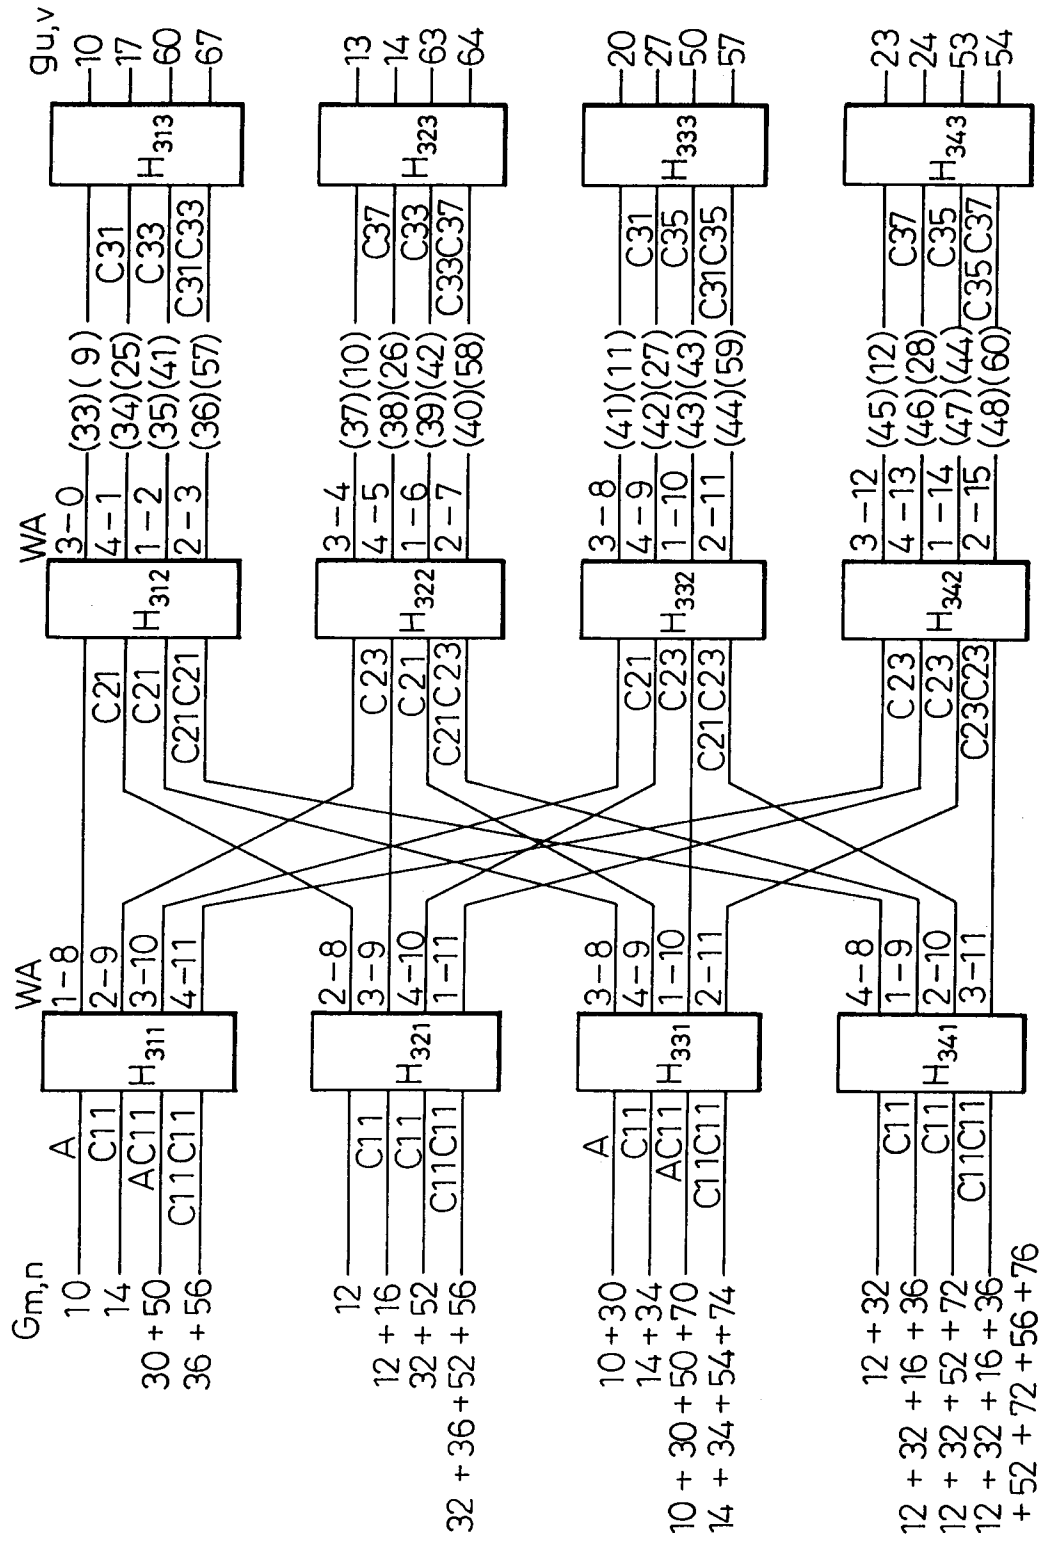 Gm,n
WA
WA
gu,v
10
A
14
C11
30 + 50
AC11
36 + 56
C11C11
H311
1 – 8
2 – 9
3 – 10
4 – 11
C21
C21
C21 C21
H312
3 – 0
4 – 1
1 – 2
2 – 3
(33)( 9)
(34)(25)
(35)(41)
(36)(57)
C31
C33
C31C33
H313
10
17
60
67
12
12 + 16
C11
32 + 52
C11
32 + 36 + 52 + 56
C11C11
H321
2 – 8
3 – 9
4 – 10
1 – 11
C23
C21
C21 C23
H322
3 – 4
4 – 5
1 – 6
2 – 7
(37)(10)
(38)(26)
(39)(42)
(40)(58)
C37
C33
C33C37
H323
13
14
63
64
10 + 30
A
14 + 34
C11
10 + 30 + 50 + 70
AC11
14 + 34 + 54 + 74
C11C11
H331
3 – 8
4 – 9
1 – 10
2 – 11
C21
C23
C21 C23
H332
3 – 8
4 – 9
1 – 10
2 – 11
(41)(11)
(42)(27)
(43)(43)
(44)(59)
C31
C35
C31C35
H333
20
27
50
57
12 + 32
12 + 32 + 16 + 36
C11
12 + 32 + 52 + 72
C11
12 + 32 + 16 + 36
+ 52 + 72 + 56 + 76
C11C11
H341
4 – 8
1 – 9
2 – 10
3 – 11
C23
C23
C23C23
H342
3 – 12
4 – 13
1 – 14
2 – 15
(45)(12)
(46)(28)
(47)(44)
(48)(60)
C37
C35
C35 C37
H343
23
24
53
54